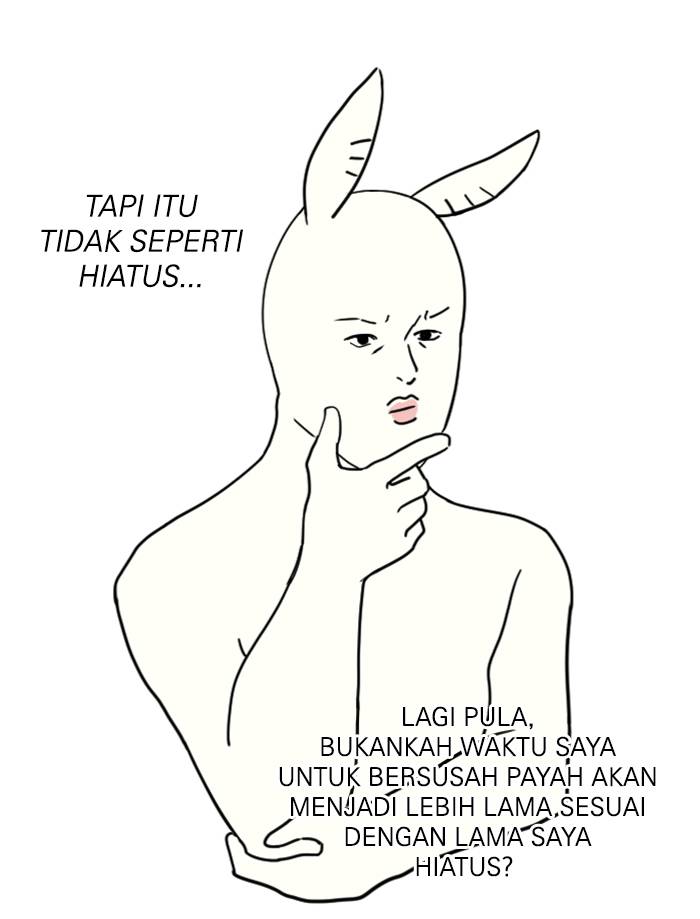 TAPI ITU
TIDAK SEPERTI
HIATUS...
LAGI PULA,
BUKANKAH WAKTU SAYA
UNTUK BERSUSAH PAYAH AKAN
MENJADI LEBIH LAMA SESUAI
DENGAN LAMA SAYA
HIATUS?